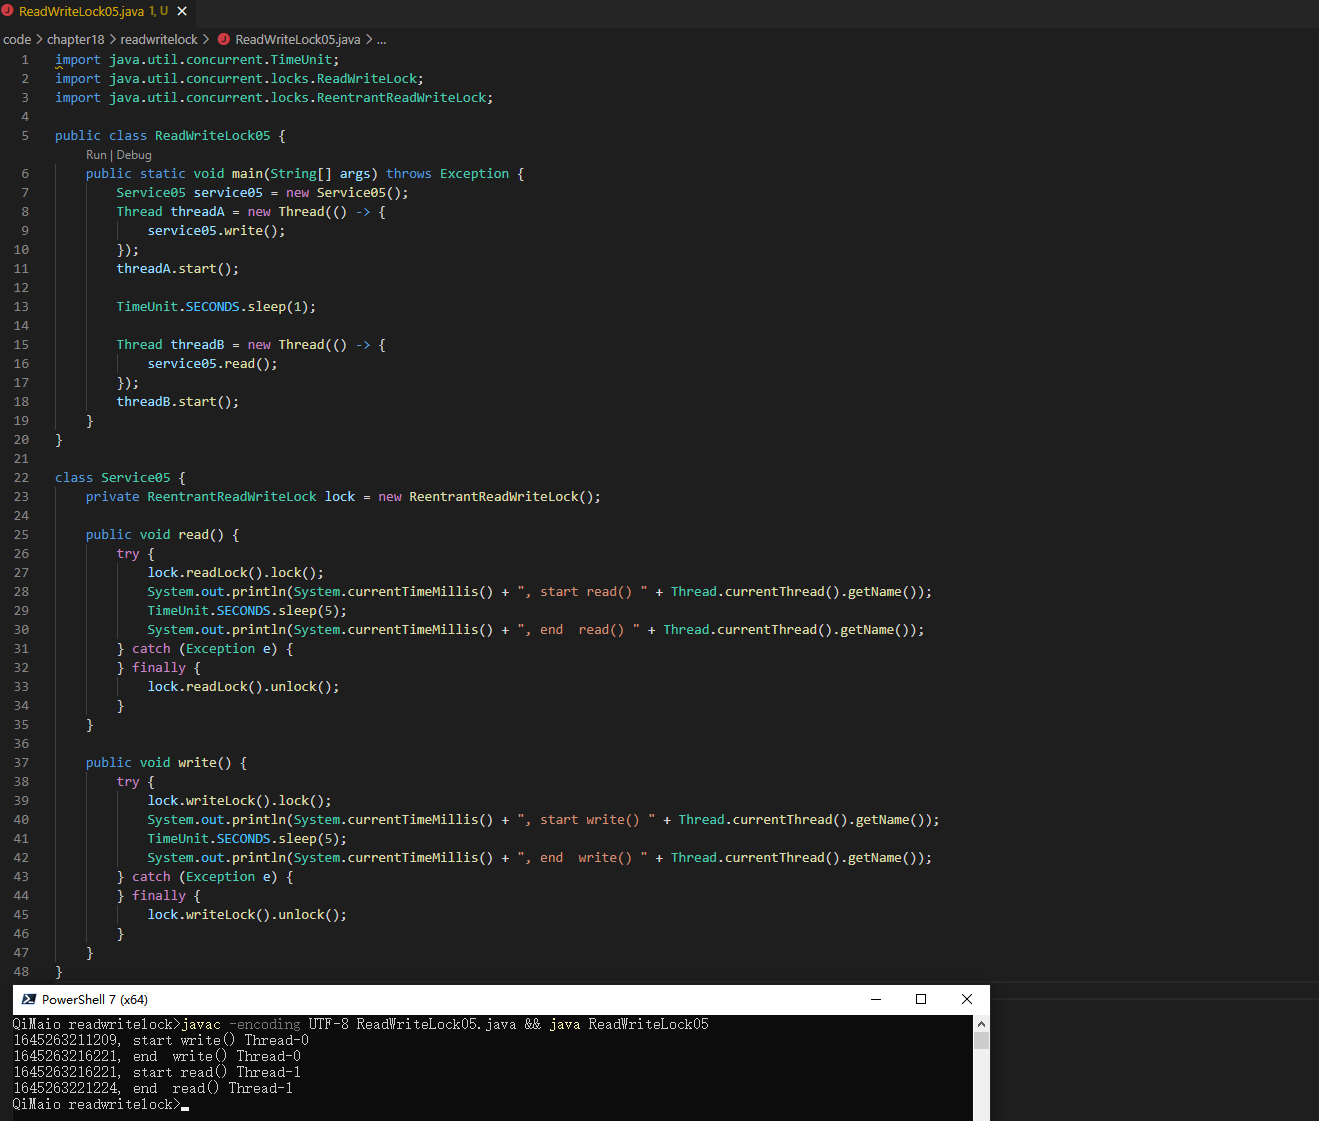 ReadWriteLock05.java 1, U
code > chapter18 > readwritelock > ReadWriteLock05.java > ...
1 import java.util.concurrent.TimeUnit;
2 import java.util.concurrent.locks.ReadWriteLock;
3 import java.util.concurrent.locks.ReentrantReadWriteLock;
4
5 public class ReadWriteLock05 {
Run | Debug
6 public static void main(String[] args) throws Exception {
7 Service05 service05 = new Service05();
8 Thread threadA = new Thread(() -> {
9 service05.write();
10 });
11 threadA.start();
12
13 TimeUnit.SECONDS.sleep(1);
14
15 Thread threadB = new Thread(() -> {
16 service05.read();
17 });
18 threadB.start();
19 }
20 }
21
22 class Service05 {
23 private ReentrantReadWriteLock lock = new ReentrantReadWriteLock();
24
25 public void read() {
26 try {
27 lock.readLock().lock();
28 System.out.println(System.currentTimeMillis() + ", start read() " + Thread.currentThread().getName());
29 TimeUnit.SECONDS.sleep(5);
30 System.out.println(System.currentTimeMillis() + ", end  read() " + Thread.currentThread().getName());
31 } catch (Exception e) {
32 } finally {
33 lock.readLock().unlock();
34 }
35 }
36
37 public void write() {
38 try {
39 lock.writeLock().lock();
40 System.out.println(System.currentTimeMillis() + ", start write() " + Thread.currentThread().getName());
41 TimeUnit.SECONDS.sleep(5);
42 System.out.println(System.currentTimeMillis() + ", end  write() " + Thread.currentThread().getName());
43 } catch (Exception e) {
44 } finally {
45 lock.writeLock().unlock();
46 }
47 }
48 }
PowerShell 7 (x64)
QiMaio readwritelock>javac -encoding UTF-8 ReadWriteLock05.java && java ReadWriteLock05
1645263211209, start write() Thread-0
1645263216221, end  write() Thread-0
1645263216221, start read() Thread-1
1645263221224, end  read() Thread-1
QiMaio readwritelock>